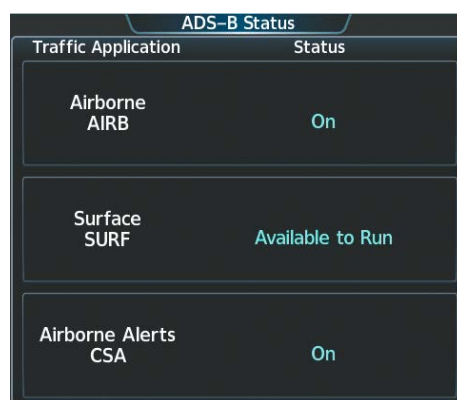 ADS-B Status
Traffic Application Status
Airborne
AIRB
On
Surface
SURF
Available to Run
Airborne Alerts
CSA
On